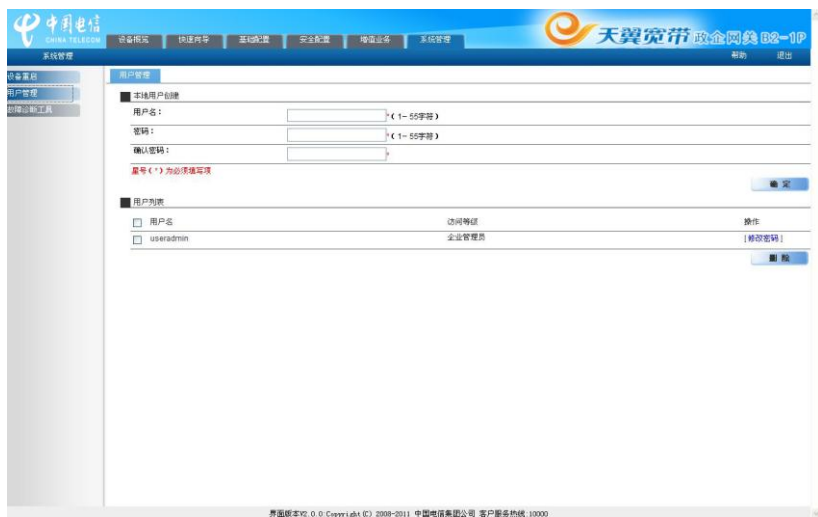 中国电信
CHINA TELECOM
设备概览 快速向导 基础配置 安全配置 增值业务 系统管理
天翼宽带 政企网关 B2-1P
系统管理
帮助 退出
设备重启
用户管理
故障诊断工具
用户管理
本地用户创建
用户名：
*( 1- 55字符)
密码：
*( 1- 55字符)
确认密码：
*
星号(*)为必须填写项
确 定
用户列表
用户名 访问等级 操作
useradmin 企业管理员 [修改密码]
删 除
界面版本V2.0.0:Copyright (C) 2008-2011 中国电信集团公司 客户服务热线:10000